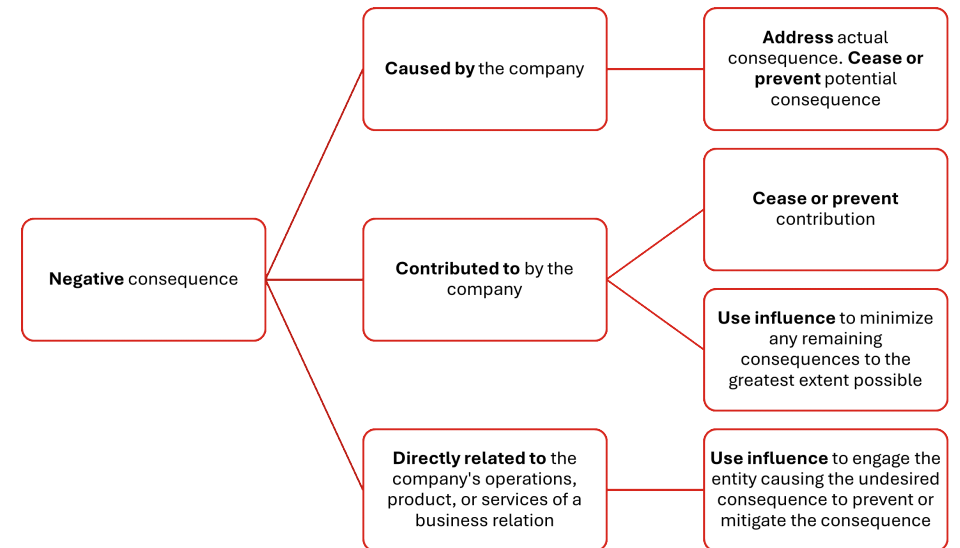 Negative consequence
Caused by the company
Address actual
consequence. Cease or
prevent potential
consequence
Contributed to by the
company
Cease or prevent
contribution
Use influence to minimize
any remaining
consequences to the
greatest extent possible
Directly related to the
company's operations,
product, or services of a
business relation
Use influence to engage the
entity causing the undesired
consequence to prevent or
mitigate the consequence